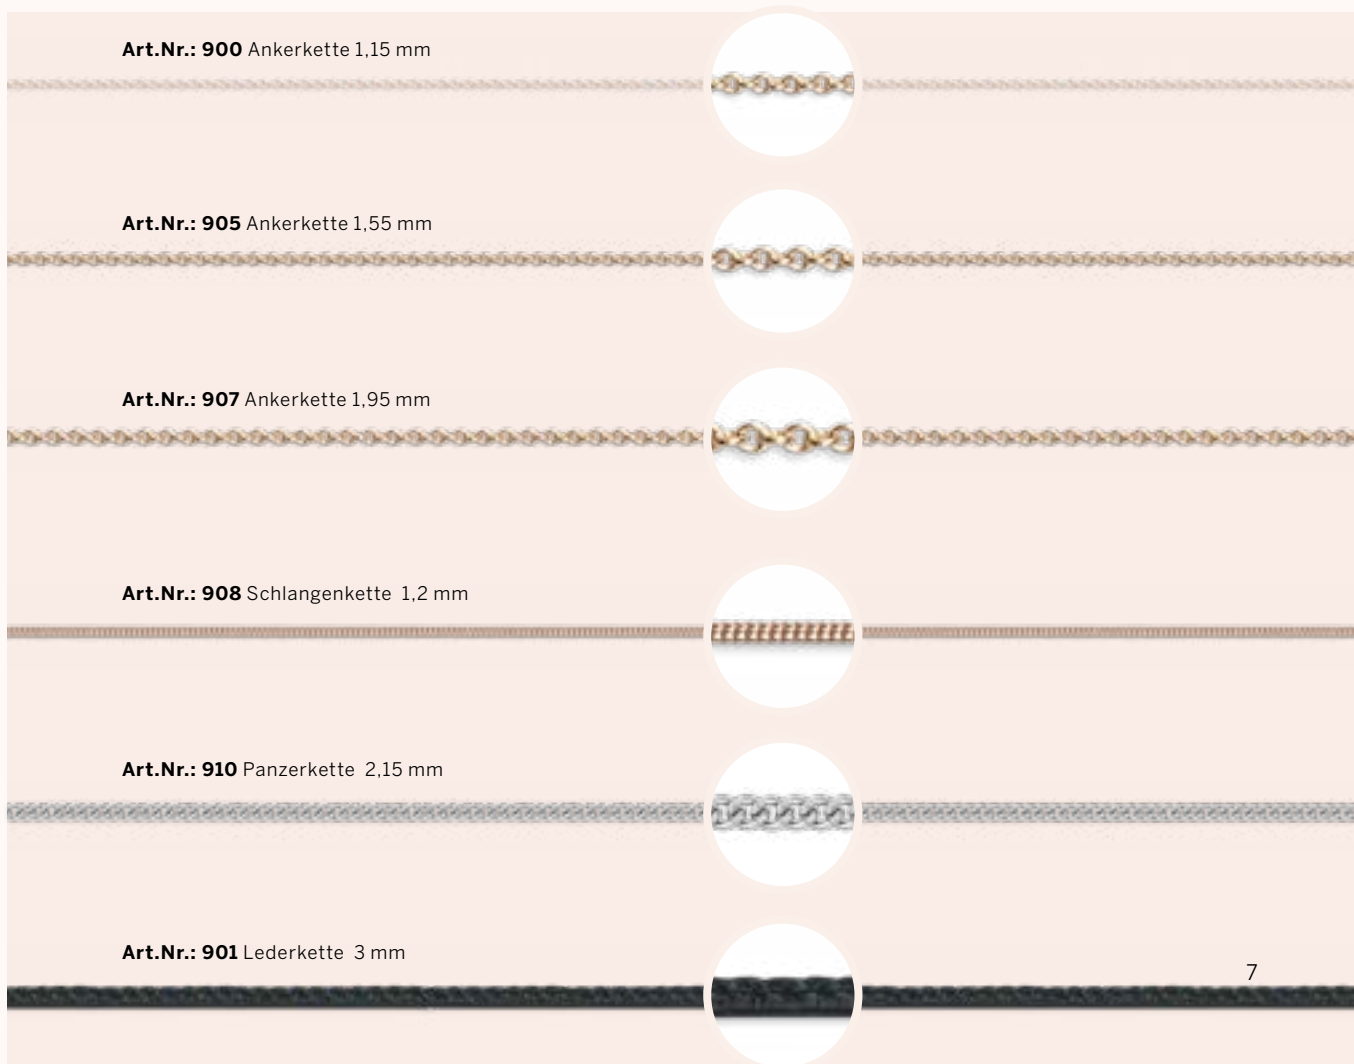 Art.Nr.: 900 Ankerkette 1,15 mm
Art.Nr.: 905 Ankerkette 1,55 mm
Art.Nr.: 907 Ankerkette 1,95 mm
Art.Nr.: 908 Schlangenkette 1,2 mm
Art.Nr.: 910 Panzerkette 2,15 mm
Art.Nr.: 901 Lederkette 3 mm
7